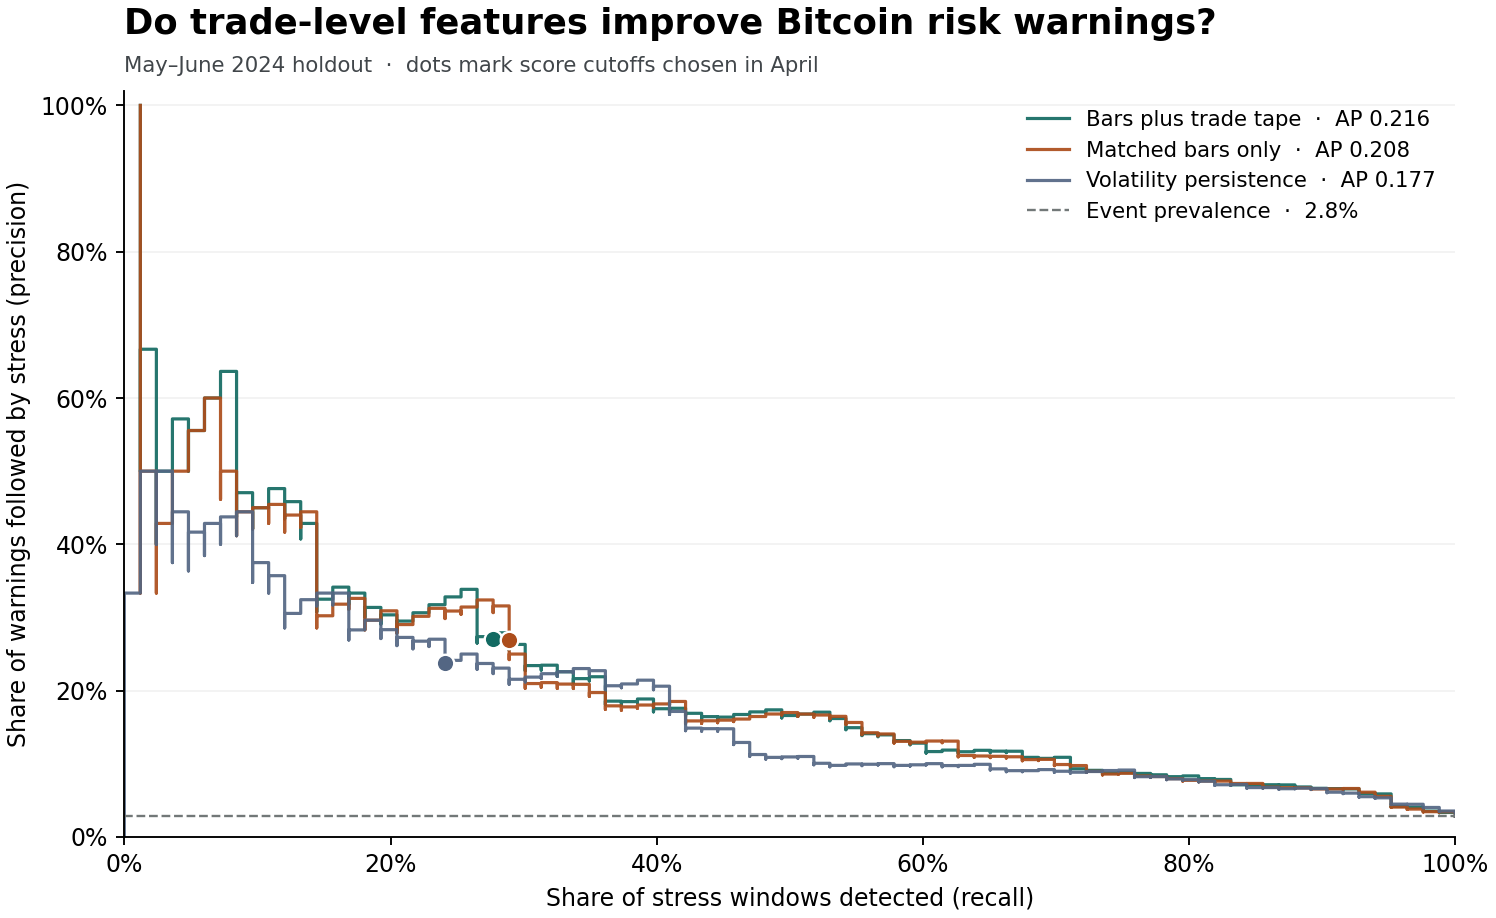 Do trade-level features improve Bitcoin risk warnings?
May–June 2024 holdout · dots mark score cutoffs chosen in April
Share of warnings followed by stress (precision)
100%
80%
60%
40%
20%
0%
Bars plus trade tape · AP 0.216
Matched bars only · AP 0.208
Volatility persistence · AP 0.177
Event prevalence · 2.8%
0%
20%
40%
60%
80%
100%
Share of stress windows detected (recall)